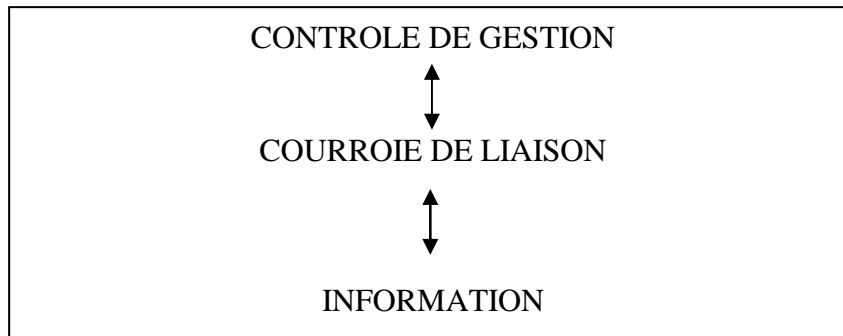 CONTROLE DE GESTION
COURROIE DE LIAISON
INFORMATION